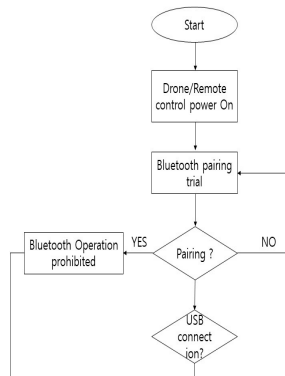 Start
Drone/Remote
control power On
Bluetooth pairing
trial
Bluetooth Operation
prohibited
YES
Pairing ?
NO
USB
connect
ion?